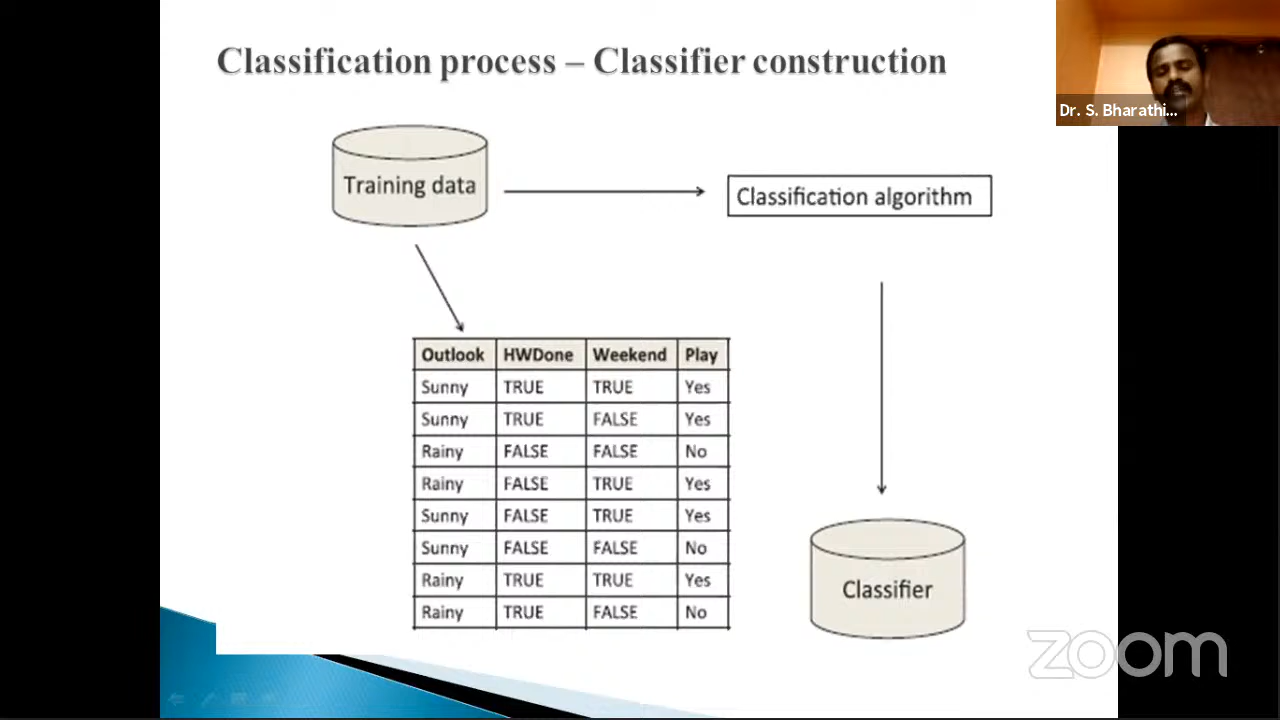 Classification process – Classifier construction
Dr. S. Bharathi...
Training data
Classification algorithm
Outlook HWDone Weekend Play
Sunny TRUE TRUE Yes
Sunny TRUE FALSE Yes
Rainy FALSE FALSE No
Rainy FALSE TRUE Yes
Sunny FALSE TRUE Yes
Sunny FALSE FALSE No
Rainy TRUE TRUE Yes
Rainy TRUE FALSE No
Classifier
zoom